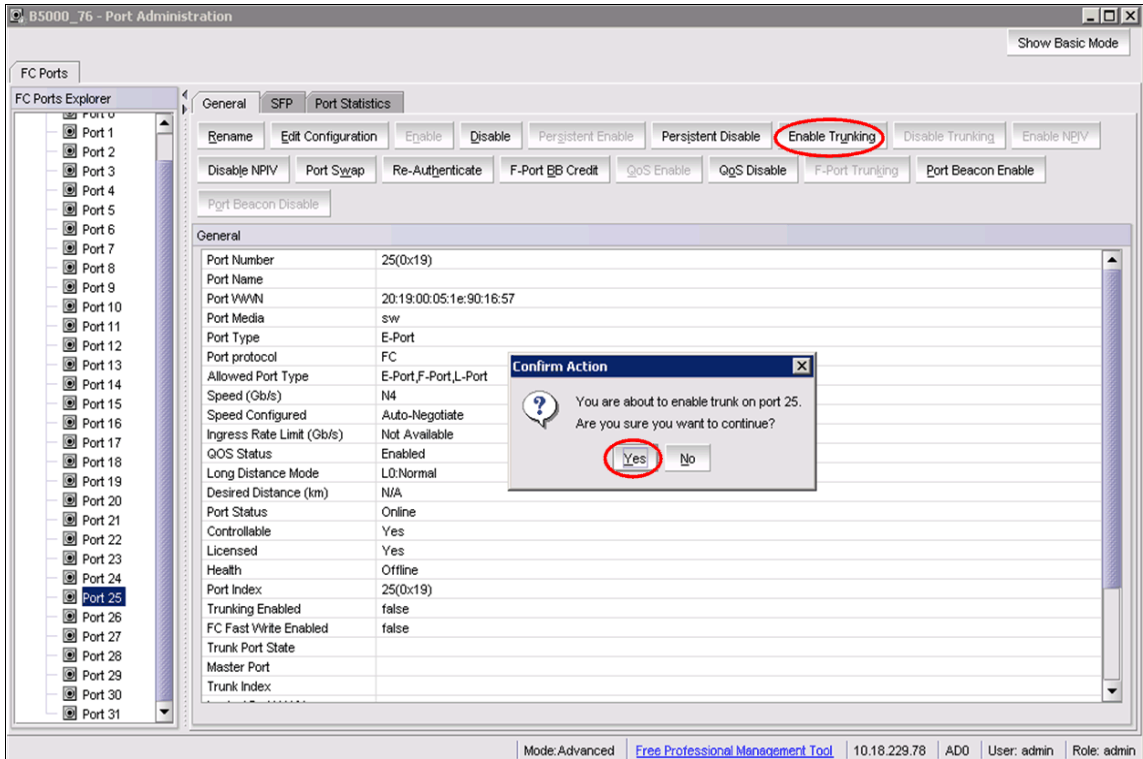 B5000_76 - Port Administration
Show Basic Mode
FC Ports
FC Ports Explorer
Port 0
Port 1
Port 2
Port 3
Port 4
Port 5
Port 6
Port 7
Port 8
Port 9
Port 10
Port 11
Port 12
Port 13
Port 14
Port 15
Port 16
Port 17
Port 18
Port 19
Port 20
Port 21
Port 22
Port 23
Port 24
Port 25
Port 26
Port 27
Port 28
Port 29
Port 30
Port 31
General SFP Port Statistics
Rename Edit Configuration Enable Disable Persistent Enable Persistent Disable Enable Trunking Disable Trunking Enable NPIV
Disable NPIV Port Swap Re-Authenticate F-Port BB Credit QoS Enable QoS Disable F-Port Trunking Port Beacon Enable
Port Beacon Disable
General
Port Number 25(0x19)
Port Name
Port WWN 20:19:00:05:1e:90:16:57
Port Media sw
Port Type E-Port
Port protocol FC
Allowed Port Type E-Port,F-Port,L-Port
Speed (Gb/s) N4
Speed Configured Auto-Negotiate
Ingress Rate Limit (Gb/s) Not Available
QOS Status Enabled
Long Distance Mode L0:Normal
Desired Distance (km) N/A
Port Status Online
Controllable Yes
Licensed Yes
Health Offline
Port Index 25(0x19)
Trunking Enabled false
FC Fast Write Enabled false
Trunk Port State
Master Port
Trunk Index
Confirm Action
You are about to enable trunk on port 25.
Are you sure you want to continue?
Yes No
Mode:Advanced Free Professional Management Tool 10.18.229.78 AD0 User: admin Role: admin